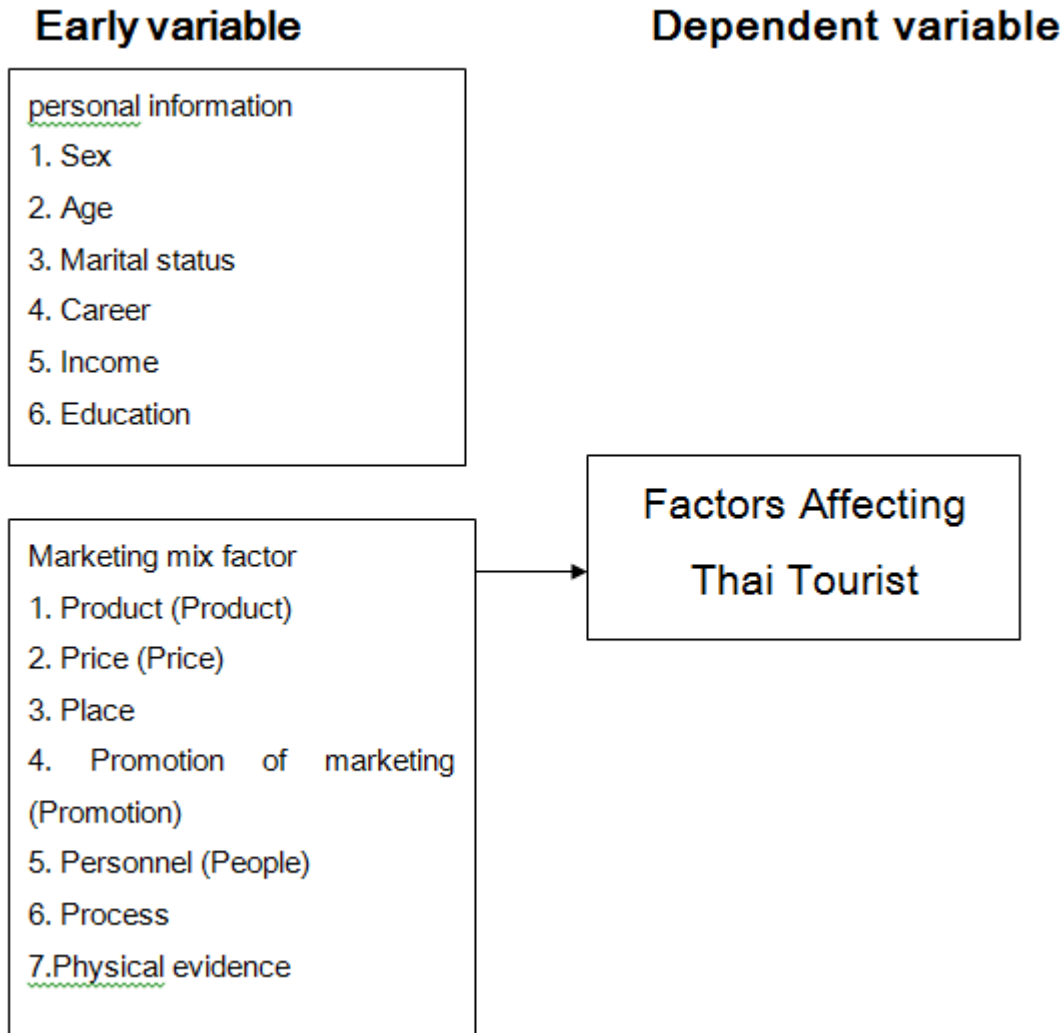 Early variable
Dependent variable
personal information
1. Sex
2. Age
3. Marital status
4. Career
5. Income
6. Education
Marketing mix factor
1. Product (Product)
2. Price (Price)
3. Place
4. Promotion of marketing
(Promotion)
5. Personnel (People)
6. Process
7.Physical evidence
Factors Affecting
Thai Tourist